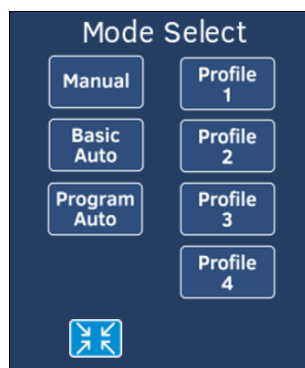 Mode Select
Manual
Basic
Auto
Program
Auto
Profile
1
Profile
2
Profile
3
Profile
4